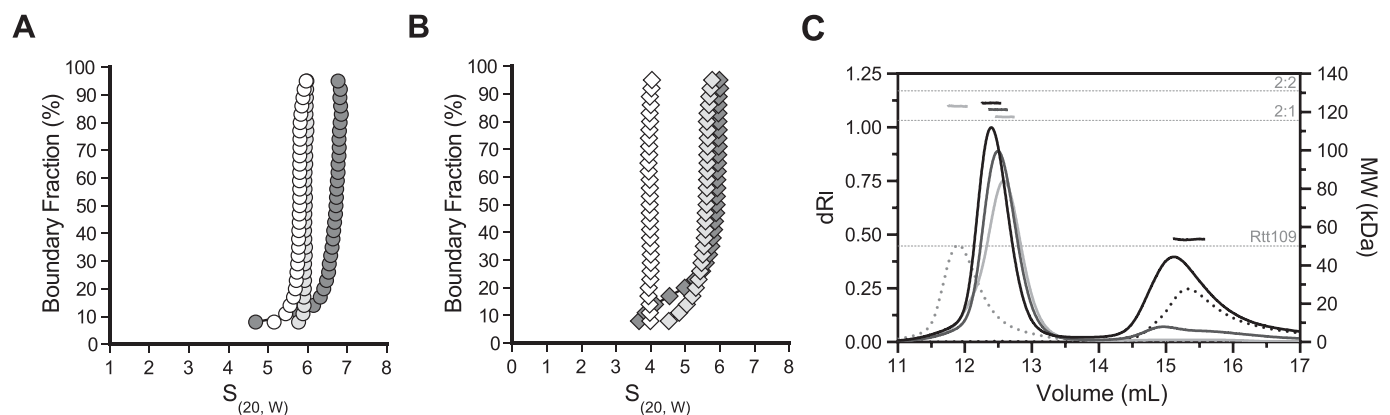 A
Boundary Fraction (%)
100
90
80
70
60
50
40
30
20
10
0
1 2 3 4 5 6 7 8
S(20, W)
B
Boundary Fraction (%)
100
90
80
70
60
50
40
30
20
10
0
0 1 2 3 4 5 6 7 8
S(20, W)
C
dRI
1.25
1.00
0.75
0.50
0.25
0.00
2:2
2:1
Rtt109
140
120
100
80
60
40
20
0
MW (kDa)
11 12 13 14 15 16 17
Volume (mL)